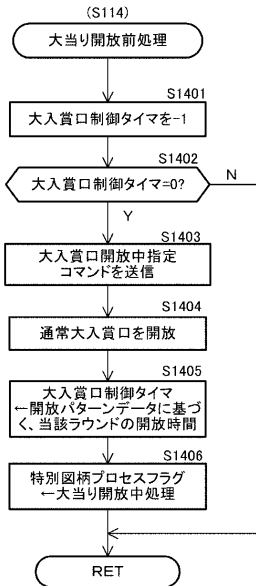 (S114)
大当り開放前処理
S1401
大入賞口制御タイマを-1
S1402
大入賞口制御タイマ=0?
N
Y
S1403
大入賞口開放中指定
コマンドを送信
S1404
通常大入賞口を開放
S1405
大入賞口制御タイマ
←開放パターンデータに基づ
く、当該ラウンドの開放時間
S1406
特別図柄プロセスフラグ
←大当り開放中処理
RET